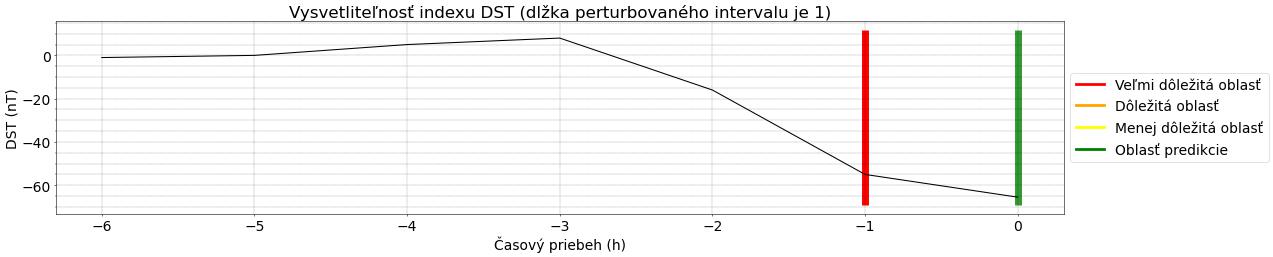 Vysvetliteľnosť indexu DST (dlžka perturbovaného intervalu je 1)
DST (nT)
0
−20
−40
−60
−6 −5 −4 −3 −2 −1 0
Časový priebeh (h)
Veľmi dôležitá oblasť
Dôležitá oblasť
Menej dôležitá oblasť
Oblasť predikcie